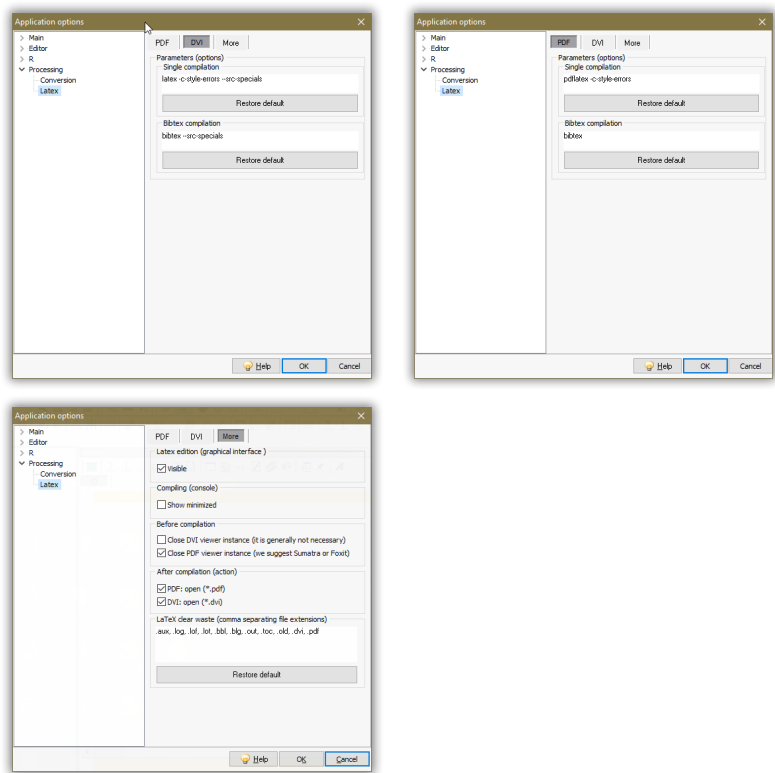 Application options
Main
Editor
R
Processing
Conversion
Latex
PDF DVI More
Parameters (options)
Single compilation
latex -c-style-errors --src-specials
Restore default
Bibtex compilation
bibtex --src-specials
Restore default
Help OK Cancel
Application options
Main
Editor
R
Processing
Conversion
Latex
PDF DVI More
Parameters (options)
Single compilation
pdflatex -c-style-errors
Restore default
Bibtex compilation
bibtex
Restore default
Help OK Cancel
Application options
Main
Editor
R
Processing
Conversion
Latex
PDF DVI More
Latex edition (graphical interface )
Visible
Compiling (console)
Show minimized
Before compilation
Close DVI viewer instance (it is generally not necessary)
Close PDF viewer instance (we suggest Sumatra or Foxit)
After compilation (action)
PDF: open (*.pdf)
DVI: open (*.dvi)
LaTeX clear waste (comma separating file extensions)
.aux, .log, .lof, .lot, .bbl, .blg, .out, .toc, .old, .dvi, .pdf
Restore default
Help OK Cancel